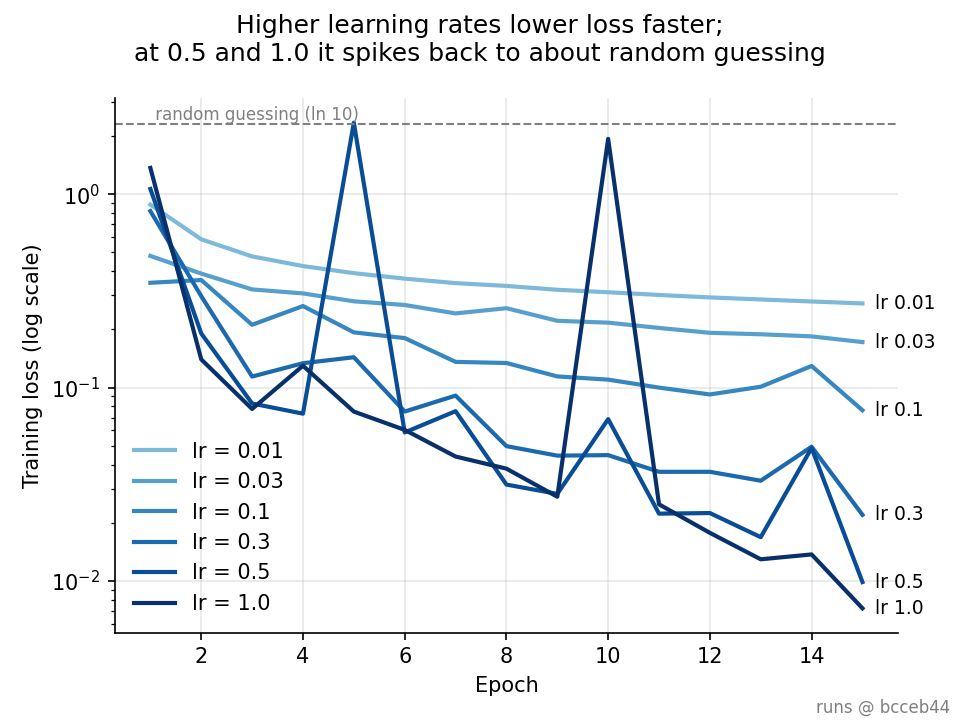 Higher learning rates lower loss faster;
at 0.5 and 1.0 it spikes back to about random guessing
random guessing (ln 10)
Training loss (log scale)
10⁰
10⁻¹
10⁻²
lr 0.01
lr 0.03
lr 0.1
lr 0.3
lr 0.5
lr 1.0
lr = 0.01
lr = 0.03
lr = 0.1
lr = 0.3
lr = 0.5
lr = 1.0
2 4 6 8 10 12 14
Epoch
runs @ bcceb44